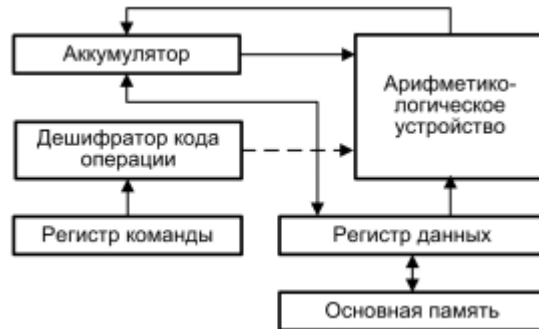 Аккумулятор
Арифметико-
логическое
устройство
Дешифратор кода
операции
Регистр команды
Регистр данных
Основная память